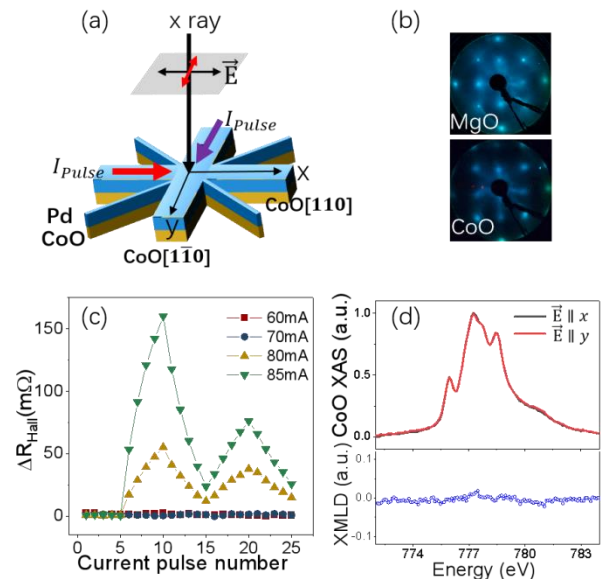 (a)
x ray
E⃗
I_Pulse
I_Pulse
X
CoO[110]
Pd
CoO
y
CoO[11̅0]
(b)
MgO
CoO
(c)
60mA
70mA
80mA
85mA
150
100
50
0
ΔR_Hall(mΩ)
0 5 10 15 20 25
Current pulse number
(d)
E⃗ ∥ x
E⃗ ∥ y
1.0
0.5
0.0
CoO XAS (a.u.)
0.1
0.0
-0.1
XMLD (a.u.)
774 777 780 783
Energy (eV)